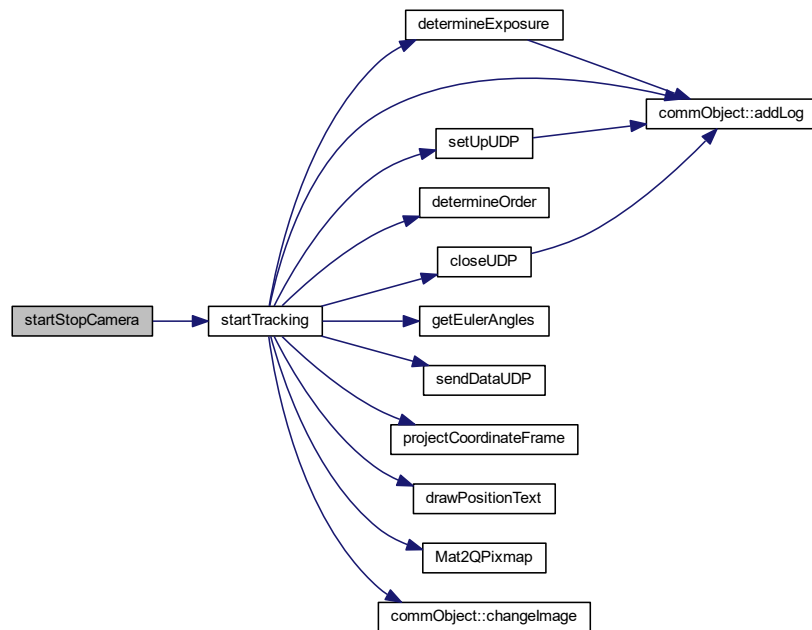 determineExposure
commObject::addLog
setUpUDP
determineOrder
closeUDP
startStopCamera
startTracking
getEulerAngles
sendDataUDP
projectCoordinateFrame
drawPositionText
Mat2QPixmap
commObject::changeImage